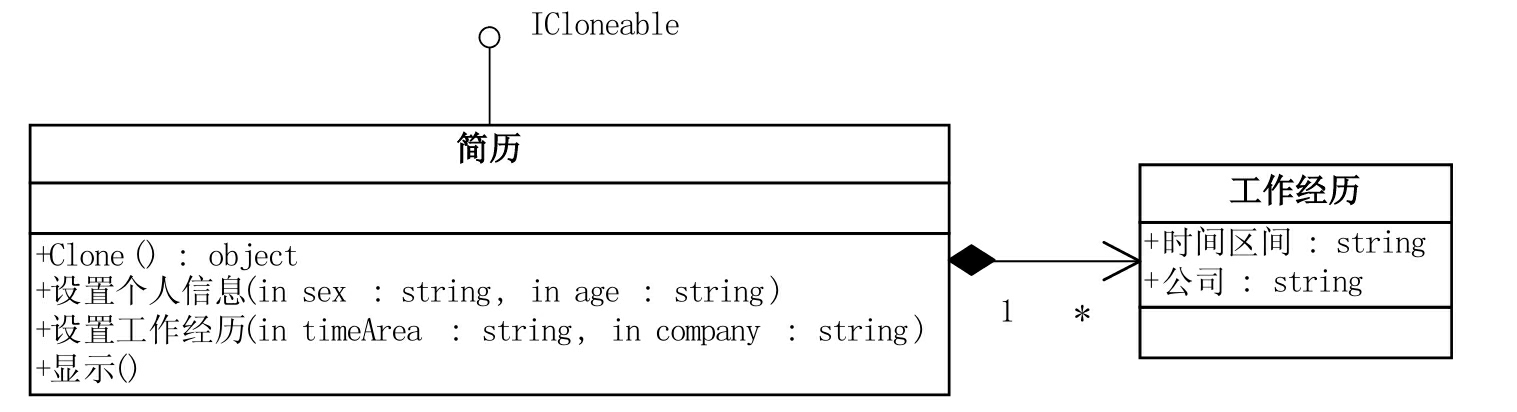 ICloneable
简历
+Clone() : object
+设置个人信息(in sex : string, in age : string)
+设置工作经历(in timeArea : string, in company : string)
+显示()
1
*
工作经历
+时间区间 : string
+公司 : string